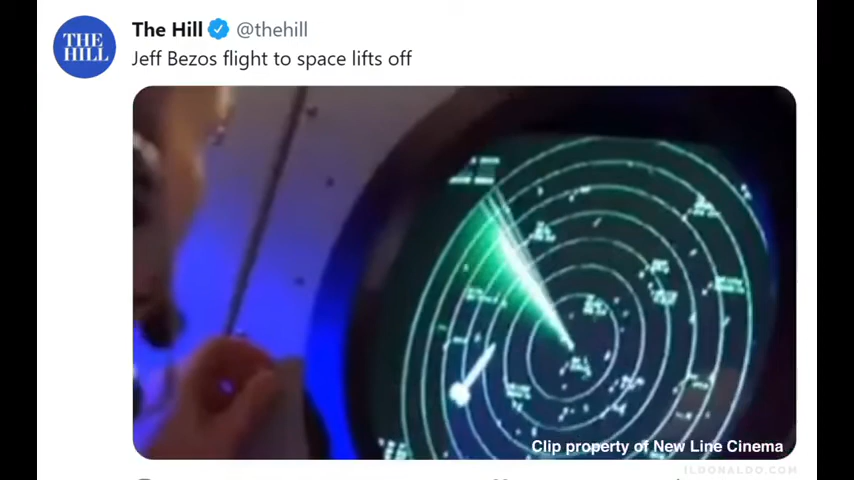 THE
HILL
The Hill @thehill
Jeff Bezos flight to space lifts off
Clip property of New Line Cinema
ILDONALDO.COM